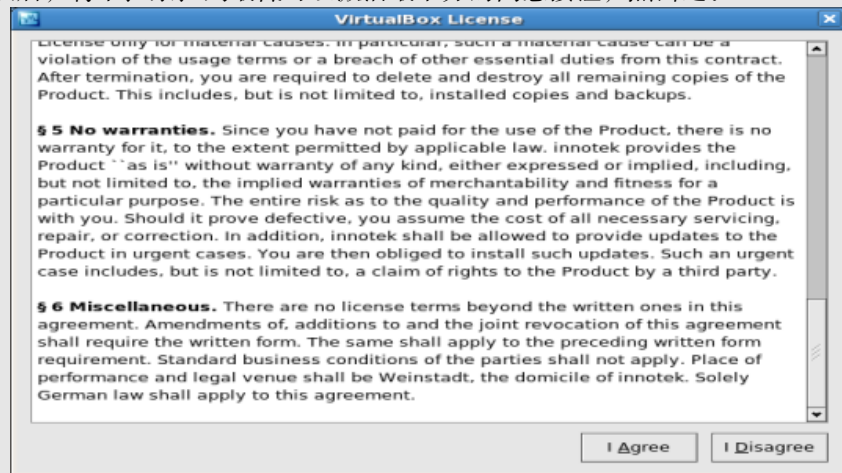 VirtualBox License
License only for material causes. In particular, such a material cause can be a
violation of the usage terms or a breach of other essential duties from this contract.
After termination, you are required to delete and destroy all remaining copies of the
Product. This includes, but is not limited to, installed copies and backups.
§ 5 No warranties. Since you have not paid for the use of the Product, there is no
warranty for it, to the extent permitted by applicable law. innotek provides the
Product ``as is'' without warranty of any kind, either expressed or implied, including,
but not limited to, the implied warranties of merchantability and fitness for a
particular purpose. The entire risk as to the quality and performance of the Product is
with you. Should it prove defective, you assume the cost of all necessary servicing,
repair, or correction. In addition, innotek shall be allowed to provide updates to the
Product in urgent cases. You are then obliged to install such updates. Such an urgent
case includes, but is not limited to, a claim of rights to the Product by a third party.
§ 6 Miscellaneous. There are no license terms beyond the written ones in this
agreement. Amendments of, additions to and the joint revocation of this agreement
shall require the written form. The same shall apply to the preceding written form
requirement. Standard business conditions of the parties shall not apply. Place of
performance and legal venue shall be Weinstadt, the domicile of innotek. Solely
German law shall apply to this agreement.
I Agree
I Disagree